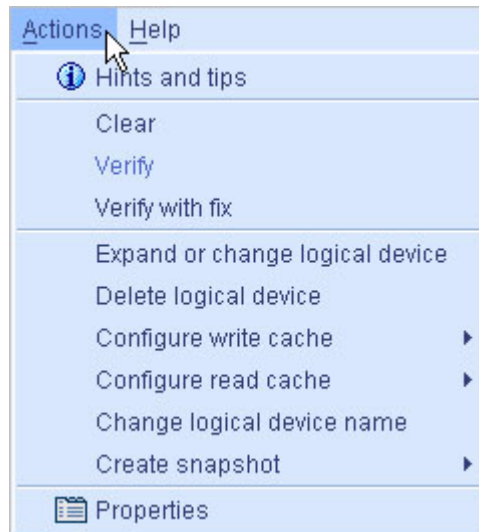 Actions Help
Hints and tips
Clear
Verify
Verify with fix
Expand or change logical device
Delete logical device
Configure write cache
Configure read cache
Change logical device name
Create snapshot
Properties